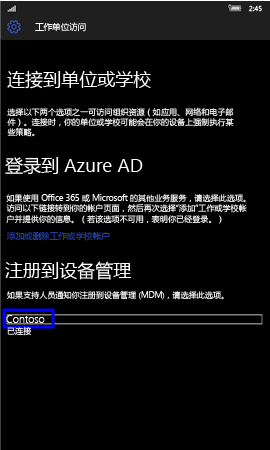 2:45
工作单位访问
连接到单位或学校
选择以下两个选项之一可访问组织资源（如应用、网络和电子邮
件）。连接时，你的单位或学校可能会在你的设备上强制执行某
些策略。
登录到 Azure AD
如果使用 Office 365 或 Microsoft 的其他业务服务，请选择此选项。
访问以下链接转到你的帐户页面，然后再次选择“添加”工作或学校帐
户并提供你的信息。（若该选项不可用，表明你已经登录。）
添加或删除工作或学校帐户
注册到设备管理
如果支持人员通知你注册到设备管理 (MDM)，请选择此选项。
Contoso
已连接